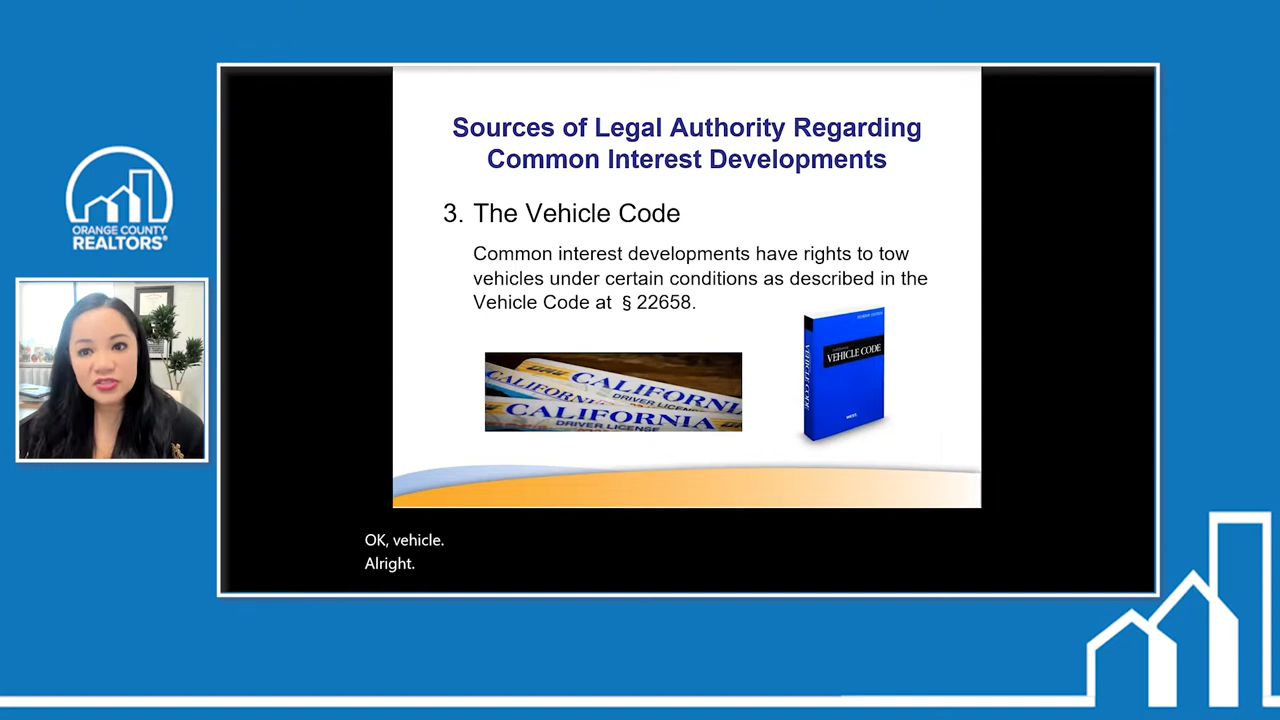 Sources of Legal Authority Regarding
Common Interest Developments
3. The Vehicle Code
Common interest developments have rights to tow
vehicles under certain conditions as described in the
Vehicle Code at § 22658.
ORANGE COUNTY
REALTORS®
CALIFORNIA
DRIVER LICENSE
CALIFORNIA
CALIFORNIA
DRIVER LICENSE
VEHICLE CODE
VEHICLE CODE
WEST
OK, vehicle.
Alright.